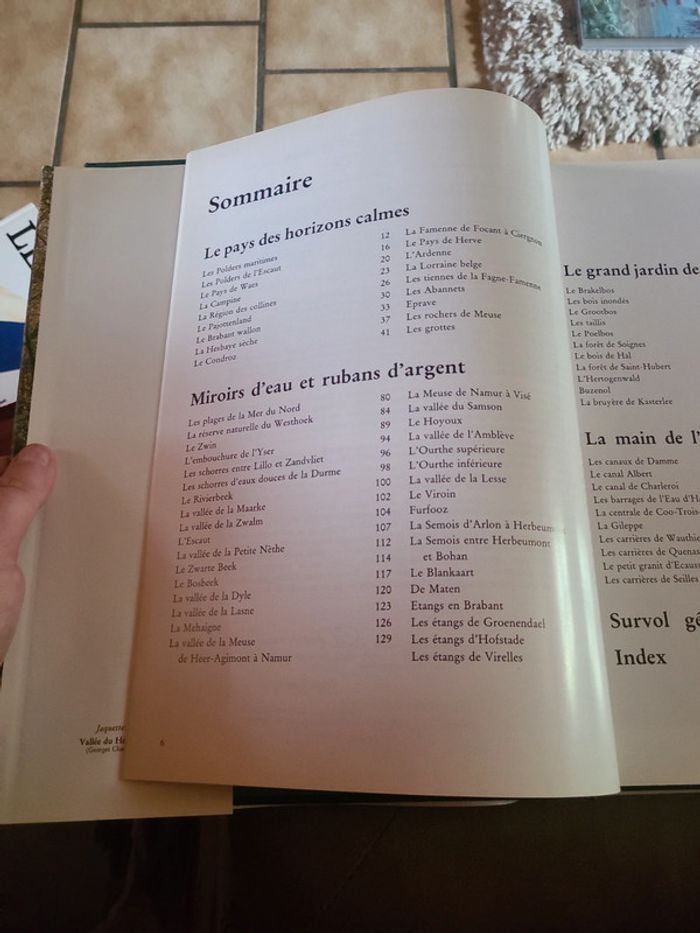 Sommaire
Le pays des horizons calmes
Les Polders maritimes 12
Les Polders de l'Escaut 16
Le Pays de Waes 20
La Campine 23
La Région des collines 26
Le Pajottenland 30
Le Brabant wallon 33
La Hesbaye sèche 37
Le Condroz 41
La Famenne de Focant à Ciergnon
Le Pays de Herve
L'Ardenne
La Lorraine belge
Les tiennes de la Fagne-Famenne
Les Abannets
Eprave
Les rochers de Meuse
Les grottes
Miroirs d'eau et rubans d'argent
Les plages de la Mer du Nord 80
La réserve naturelle du Westhoek 84
Le Zwin 89
L'embouchure de l'Yser 94
Les schorres entre Lillo et Zandvliet 96
Les schorres d'eaux douces de la Durme 98
Le Rivierbeek 100
La vallée de la Maarke 102
La vallée de la Zwalm 104
L'Escaut 107
La vallée de la Petite Nèthe 112
Le Zwarte Beek 114
Le Bosbeek 117
La vallée de la Dyle 120
La vallée de la Lasne 123
La Mehaigne 126
La vallée de la Meuse 129
de Heer-Agimont à Namur
La Meuse de Namur à Visé
La vallée du Samson
Le Hoyoux
La vallée de l'Amblève
L'Ourthe supérieure
L'Ourthe inférieure
La vallée de la Lesse
Le Viroin
Furfooz
La Semois d'Arlon à Herbeum
La Semois entre Herbeumont
et Bohan
Le Blankaart
De Maten
Etangs en Brabant
Les étangs de Groenendael
Les étangs d'Hofstade
Les étangs de Virelles
6
Jaquette
Vallée du He
(Georges Cha
Le grand jardin de
Le Brakelbos
Les bois inondés
Le Grootbos
Les taillis
Le Poelbos
La forêt de Soignes
Le bois de Hal
La forêt de Saint-Hubert
L'Hertogenwald
Buzenol
La bruyère de Kasterlee
La main de l'
Les canaux de Damme
Le canal Albert
Le canal de Charleroi
Les barrages de l'Eau d'H
La centrale de Coo-Trois-
La Gileppe
Les carrières de Wauthie
Les carrières de Quenas
Le petit granit d'Ecauss
Les carrières de Seilles
Survol gé
Index